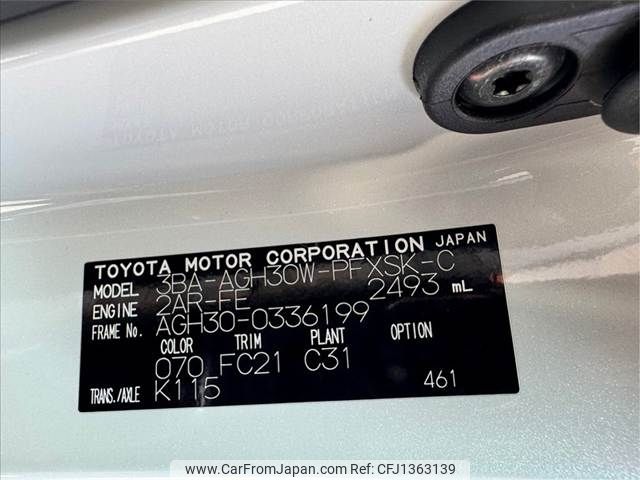 TOYOTA MOTOR CORPORATION JAPAN
MODEL 3BA-AGH30W-PFXSK-C
ENGINE 2AR-FE 2493 mL
FRAME No. AGH30-0336199
COLOR TRIM PLANT OPTION
070 FC21 C31
TRANS./AXLE K115 461
www.CarFromJapan.com | CarFromJapan - CFJ1363139